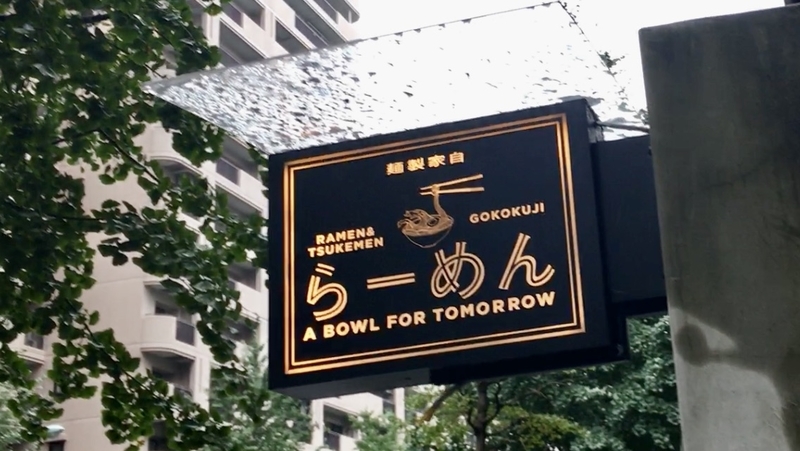 麺製家自
RAMEN&
TSUKEMEN
GOKOKUJI
らーめん
A BOWL FOR TOMORROW